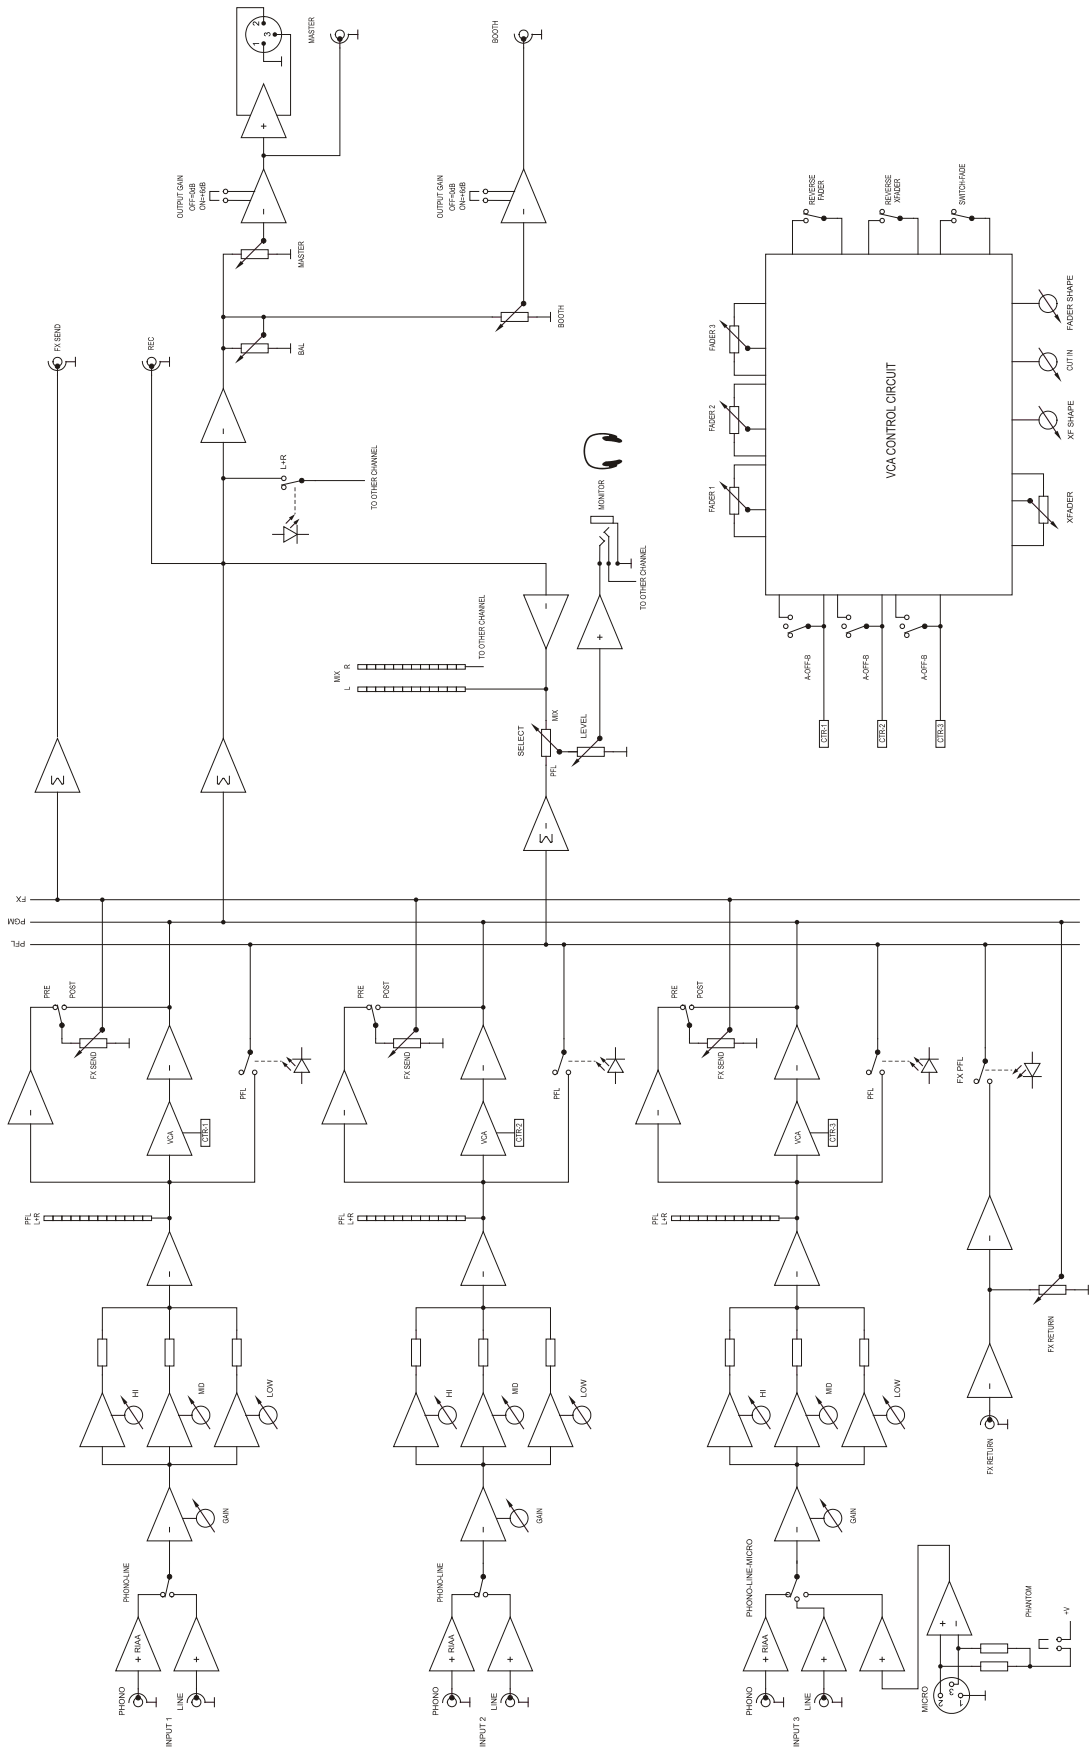 FX SEND
REC
MASTER
1
2
3
BOOTH
OUTPUT GAIN
OFF=0dB
ON=+6dB
+
MASTER
BAL
BOOTH
OUTPUT GAIN
OFF=0dB
ON=+6dB
L+R
TO OTHER CHANNEL
MIX
L
R
TO OTHER CHANNEL
MONITOR
TO OTHER CHANNEL
+
SELECT
MIX
PFL
LEVEL
Σ
Σ
Σ
REVERSE
FADER
REVERSE
XFADER
SWITCH-FADE
FADER 1
FADER 2
FADER 3
VCA CONTROL CIRCUIT
XFADER
XF SHAPE
CUT IN
FADER SHAPE
A-OFF-B
A-OFF-B
A-OFF-B
CTR-1
CTR-2
CTR-3
FX
PGM
PFL
PRE
POST
FX SEND
PFL
VCA
CTR-1
PFL
L+R
HI
MID
LOW
GAIN
PHONO-LINE
+ RIAA
+
PHONO
LINE
INPUT 1
PRE
POST
FX SEND
PFL
VCA
CTR-2
PFL
L+R
HI
MID
LOW
GAIN
PHONO-LINE
+ RIAA
+
PHONO
LINE
INPUT 2
PRE
POST
FX SEND
PFL
VCA
CTR-3
PFL
L+R
HI
MID
LOW
GAIN
PHONO-LINE-MICRO
+ RIAA
+
+
PHONO
LINE
INPUT 3
MICRO
1
2
3
+
−
PHANTOM
+V
FX PFL
FX RETURN
FX RETURN